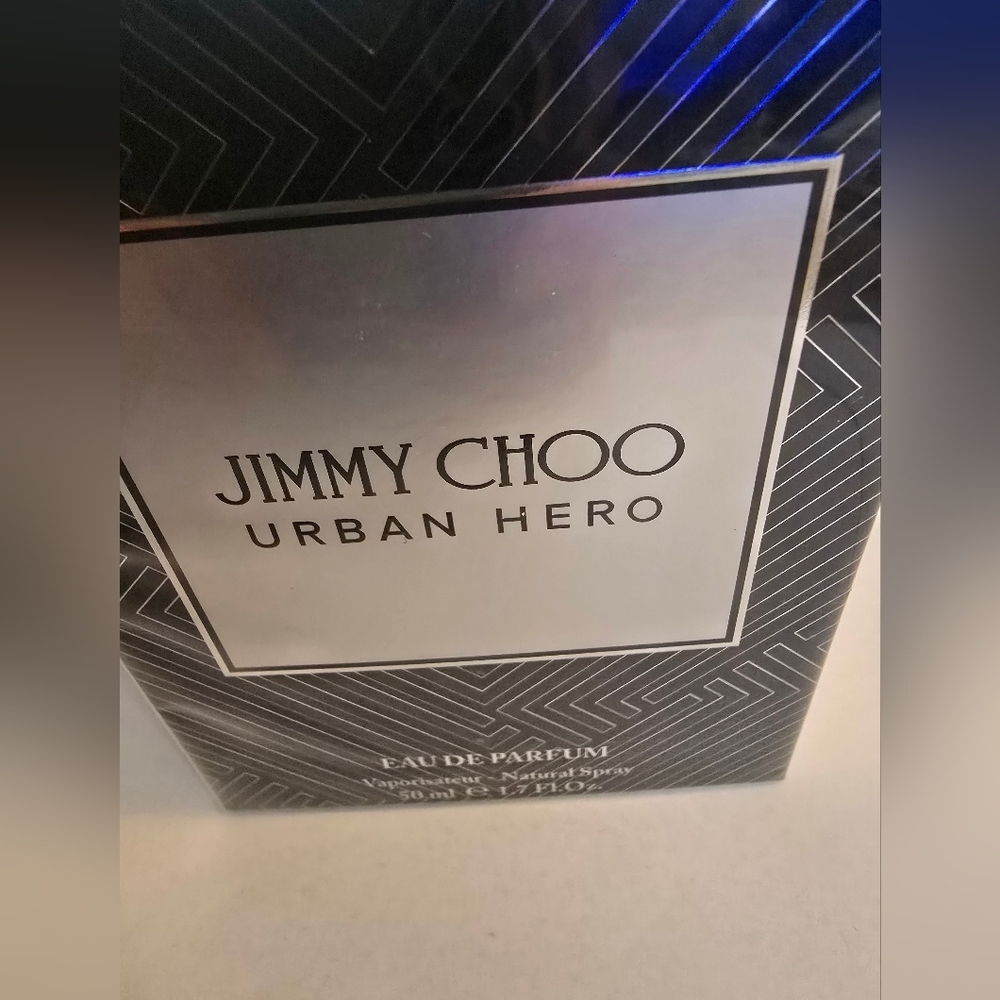 JIMMY CHOO
URBAN HERO
EAU DE PARFUM
Vaporisateur - Natural Spray
50 ml ℮ 1.7 Fl.Oz.